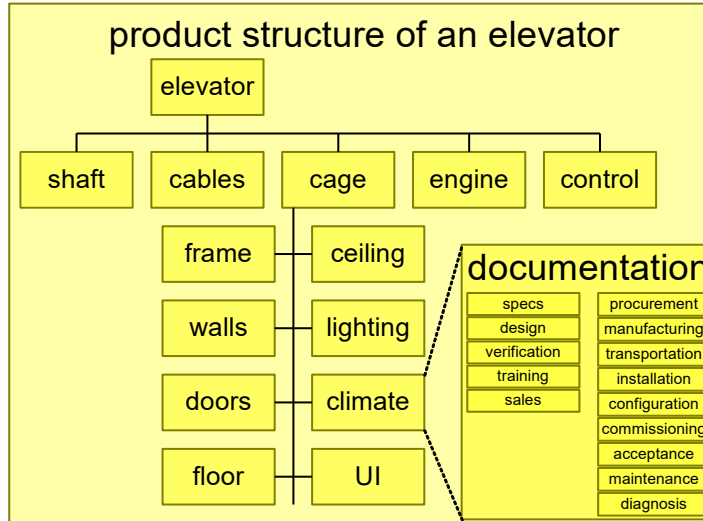 product structure of an elevator
elevator
shaft
cables
cage
engine
control
frame
ceiling
walls
lighting
doors
climate
floor
UI
documentation
specs
design
verification
training
sales
procurement
manufacturing
transportation
installation
configuration
commissioning
acceptance
maintenance
diagnosis